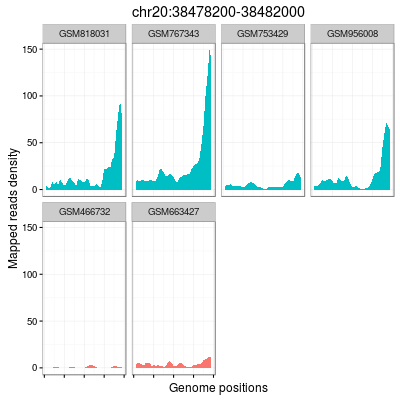 chr20:38478200-38482000
GSM818031 GSM767343 GSM753429 GSM956008
150
100
50
0
GSM466732 GSM663427
150
100
50
0
Mapped reads density
Genome positions